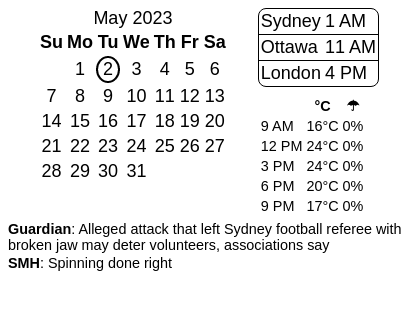 May 2023
Su Mo Tu We Th Fr Sa
1 2 3 4 5 6
7 8 9 10 11 12 13
14 15 16 17 18 19 20
21 22 23 24 25 26 27
28 29 30 31
Sydney 1 AM
Ottawa 11 AM
London 4 PM
°C ☂
9 AM 16°C 0%
12 PM 24°C 0%
3 PM 24°C 0%
6 PM 20°C 0%
9 PM 17°C 0%
Guardian: Alleged attack that left Sydney football referee with
broken jaw may deter volunteers, associations say
SMH: Spinning done right